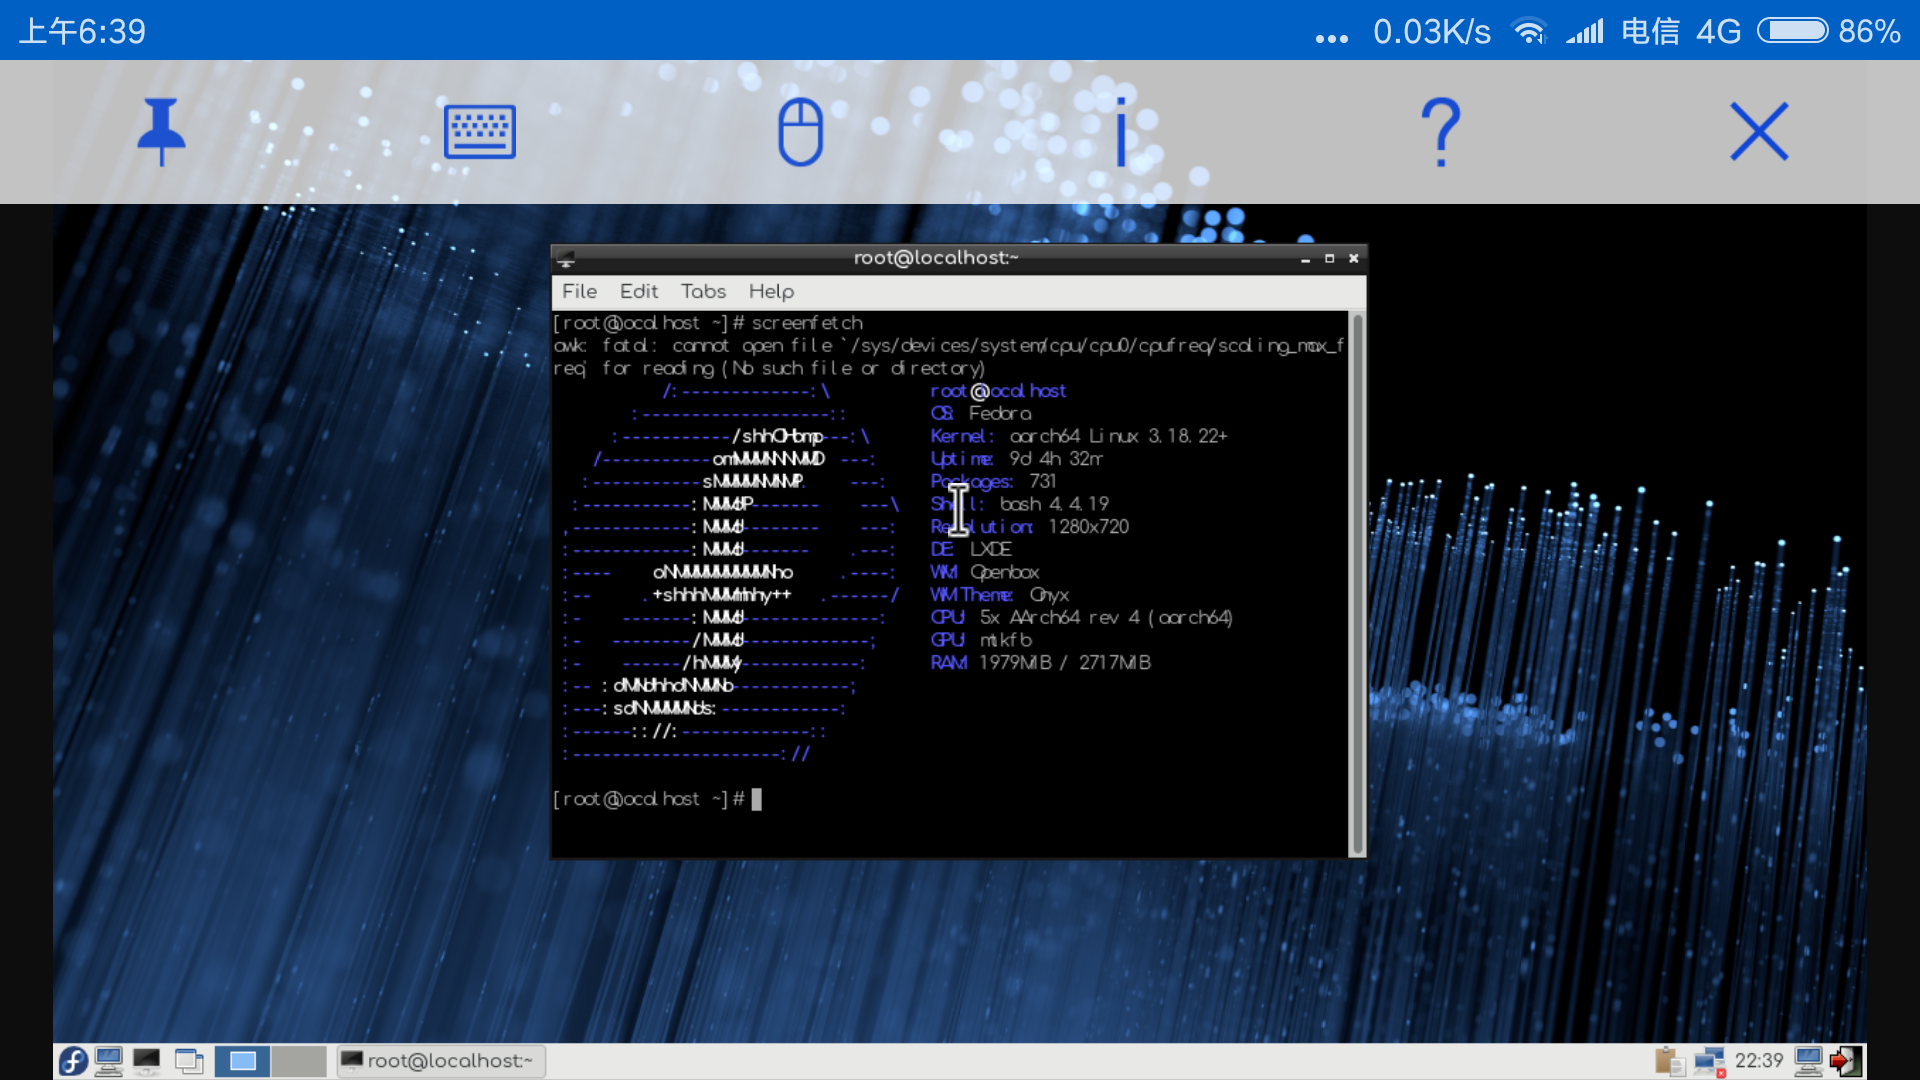 上午6:39
... 0.03K/s 电信 4G 86%
root@localhost:~
File Edit Tabs Help
[root@localhost ~]# screenfetch
awk: fatal: cannot open file `/sys/devices/system/cpu/cpu0/cpufreq/scaling_max_f
req' for reading (No such file or directory)
root@localhost
OS: Fedora
Kernel: aarch64 Linux 3.18.22+
Uptime: 9d 4h 32m
Packages: 731
Shell: bash 4.4.19
Resolution: 1280x720
DE: LXDE
WM: Openbox
WM Theme: Onyx
CPU: 5x AArch64 rev 4 (aarch64)
GPU: mtkfb
RAM: 1979MiB / 2717MiB
[root@localhost ~]#
root@localhost:~
22:39